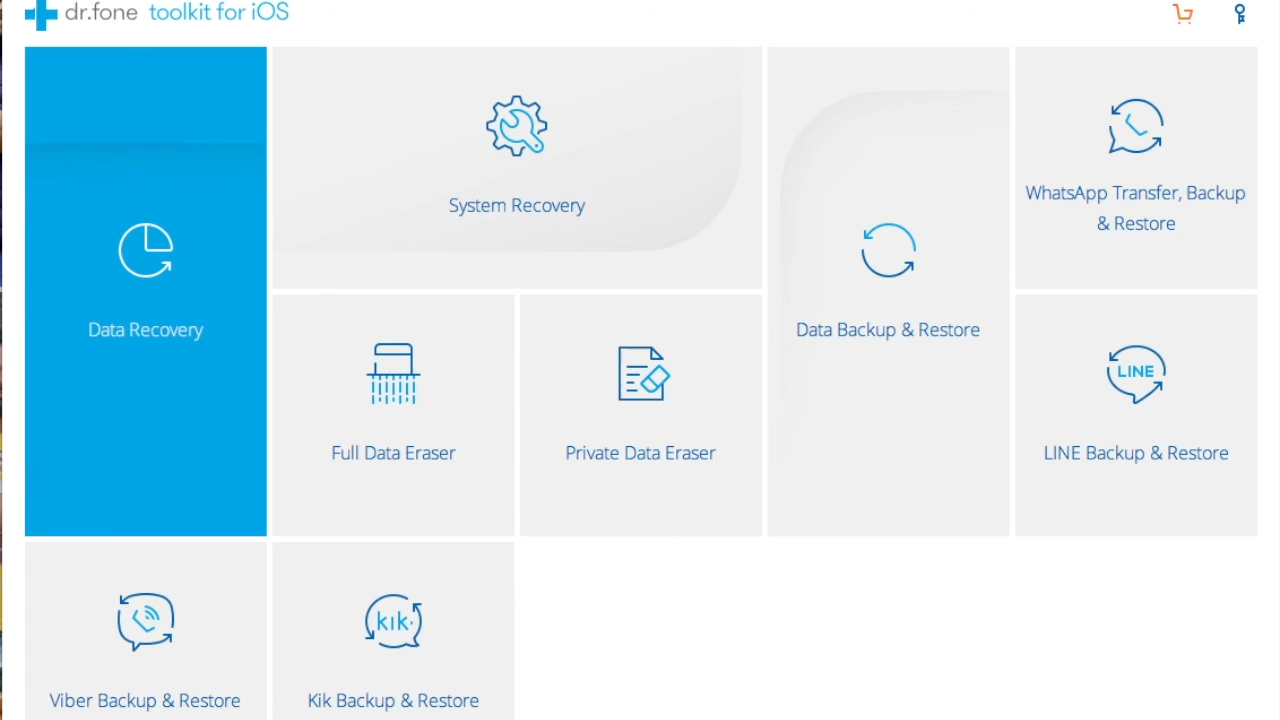 dr.fone toolkit for iOS
System Recovery
WhatsApp Transfer, Backup
& Restore
Data Recovery
Data Backup & Restore
LINE
Full Data Eraser
Private Data Eraser
LINE Backup & Restore
kik
Viber Backup & Restore
Kik Backup & Restore